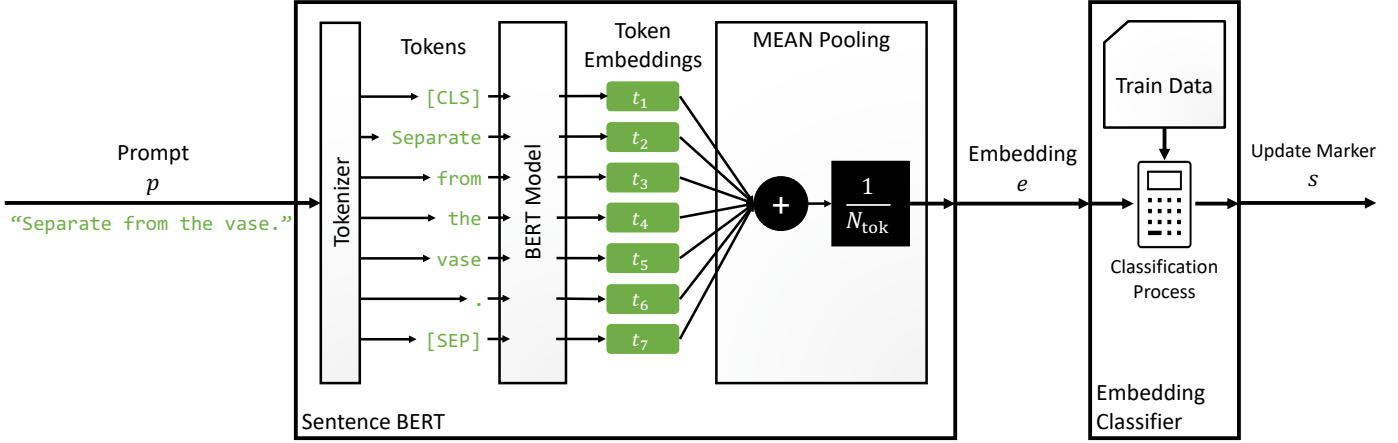 Prompt
p
“Separate from the vase.”
Tokenizer
Tokens
[CLS]
Separate
from
the
vase
.
[SEP]
BERT Model
Token
Embeddings
t₁
t₂
t₃
t₄
t₅
t₆
t₇
MEAN Pooling
+
1
N_tok
Sentence BERT
Embedding
e
Train Data
Classification
Process
Embedding
Classifier
Update Marker
s